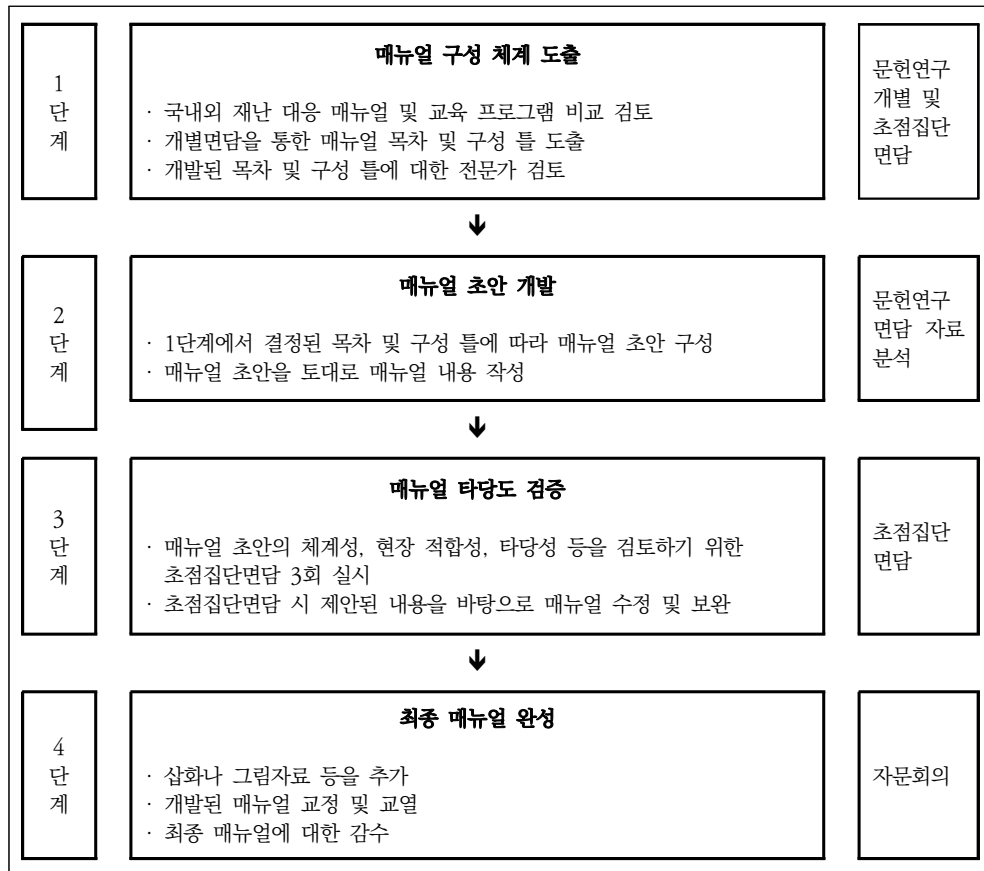 1
단
계
매뉴얼 구성 체계 도출
· 국내외 재난 대응 매뉴얼 및 교육 프로그램 비교 검토
· 개별면담을 통한 매뉴얼 목차 및 구성 틀 도출
· 개발된 목차 및 구성 틀에 대한 전문가 검토
문헌연구
개별 및
초점집단
면담
🡻
2
단
계
매뉴얼 초안 개발
· 1단계에서 결정된 목차 및 구성 틀에 따라 매뉴얼 초안 구성
· 매뉴얼 초안을 토대로 매뉴얼 내용 작성
문헌연구
면담 자료
분석
🡻
3
단
계
매뉴얼 타당도 검증
· 매뉴얼 초안의 체계성, 현장 적합성, 타당성 등을 검토하기 위한
초점집단면담 3회 실시
· 초점집단면담 시 제안된 내용을 바탕으로 매뉴얼 수정 및 보완
초점집단
면담
🡻
4
단
계
최종 매뉴얼 완성
· 삽화나 그림자료 등을 추가
· 개발된 매뉴얼 교정 및 교열
· 최종 매뉴얼에 대한 감수
자문회의